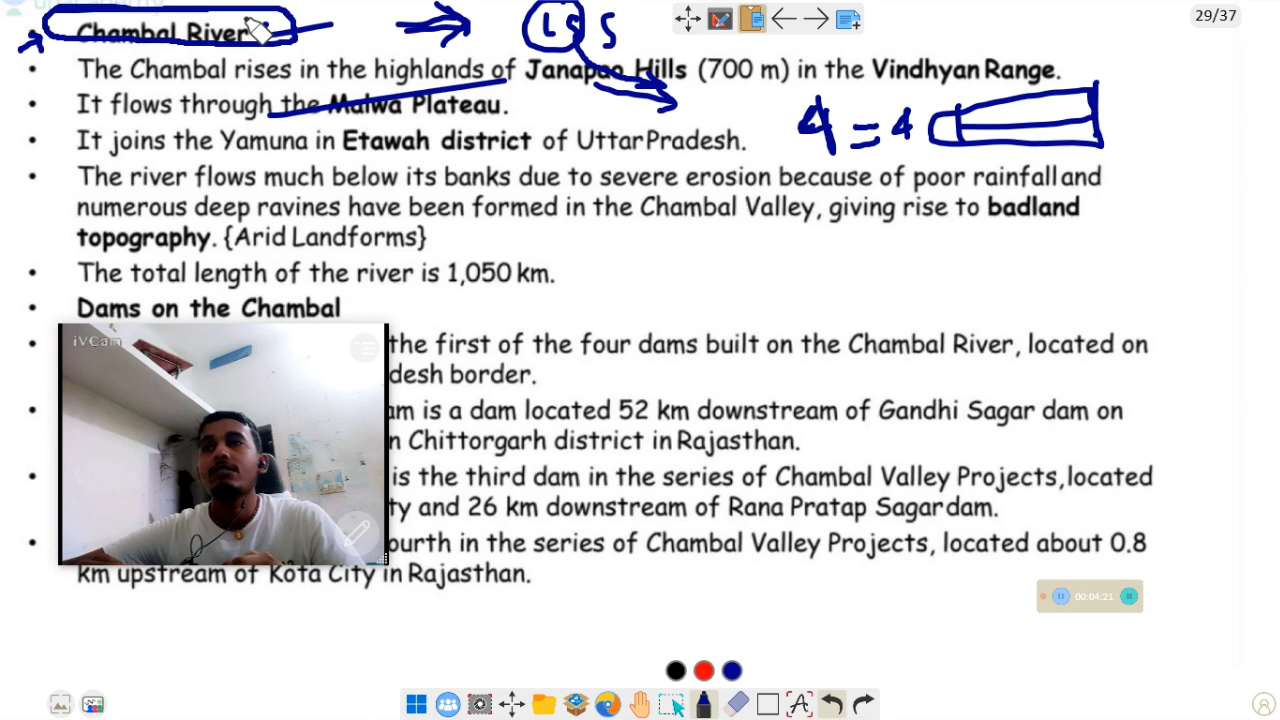 29/37
Chambal River
• The Chambal rises in the highlands of Janapao Hills (700 m) in the Vindhyan Range.
• It flows through the Malwa Plateau.
• It joins the Yamuna in Etawah district of Uttar Pradesh.
4 = 4
• The river flows much below its banks due to severe erosion because of poor rainfall and
numerous deep ravines have been formed in the Chambal Valley, giving rise to badland
topography. {Arid Landforms}
• The total length of the river is 1,050 km.
• Dams on the Chambal
iVCam
• the first of the four dams built on the Chambal River, located on
desh border.
• am is a dam located 52 km downstream of Gandhi Sagar dam on
n Chittorgarh district in Rajasthan.
• is the third dam in the series of Chambal Valley Projects, located
ty and 26 km downstream of Rana Pratap Sagar dam.
• ourth in the series of Chambal Valley Projects, located about 0.8
km upstream of Kota City in Rajasthan.
00:04:21